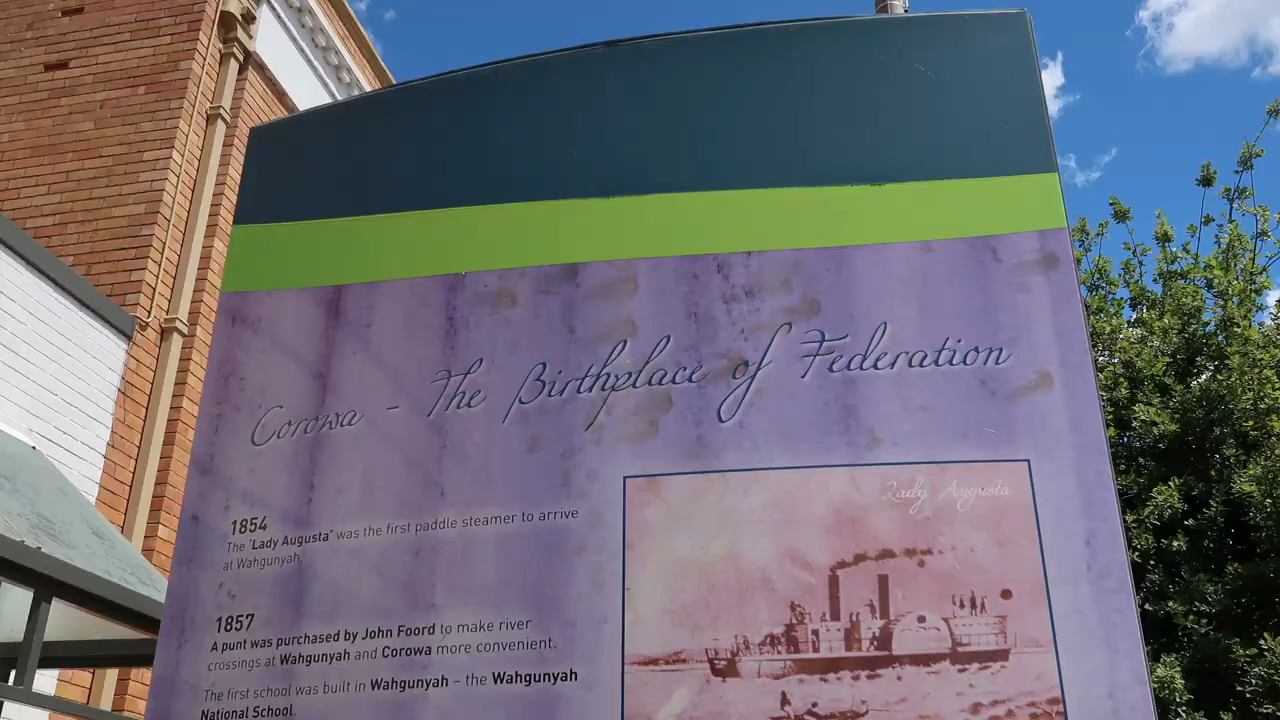 Corowa - The Birthplace of Federation
1854
The "Lady Augusta" was the first paddle steamer to arrive
at Wahgunyah.
1857
A punt was purchased by John Foord to make river
crossings at Wahgunyah and Corowa more convenient.
The first school was built in Wahgunyah – the Wahgunyah
National School.
Lady Augusta